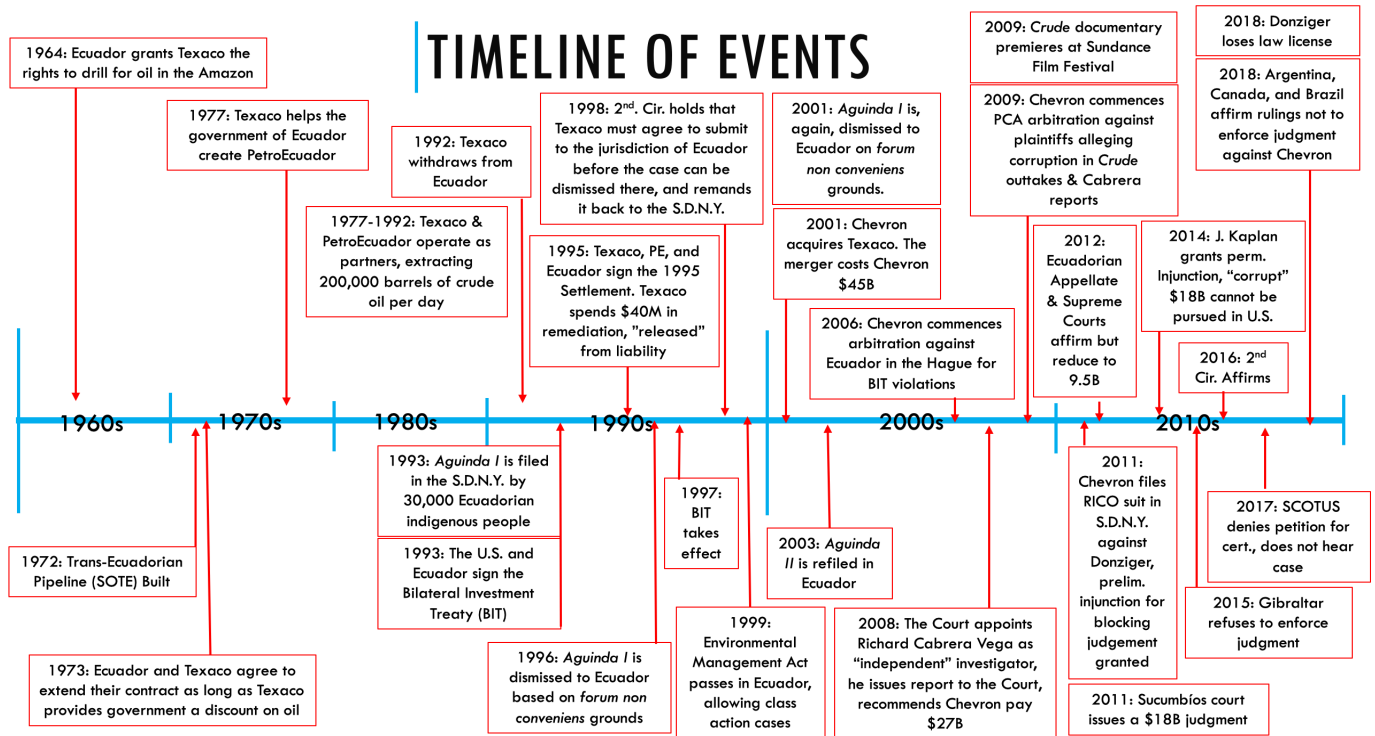 TIMELINE OF EVENTS
1964: Ecuador grants Texaco the
rights to drill for oil in the Amazon
1977: Texaco helps the
government of Ecuador
create PetroEcuador
1992: Texaco
withdraws from
Ecuador
1977-1992: Texaco &
PetroEcuador operate as
partners, extracting
200,000 barrels of crude
oil per day
1998: 2nd. Cir. holds that
Texaco must agree to submit
to the jurisdiction of Ecuador
before the case can be
dismissed there, and remands
it back to the S.D.N.Y.
1995: Texaco, PE, and
Ecuador sign the 1995
Settlement. Texaco
spends $40M in
remediation, ”released”
from liability
2001: Aguinda I is,
again, dismissed to
Ecuador on forum
non conveniens
grounds.
2001: Chevron
acquires Texaco. The
merger costs Chevron
$45B
2006: Chevron commences
arbitration against
Ecuador in the Hague for
BIT violations
2009: Crude documentary
premieres at Sundance
Film Festival
2009: Chevron commences
PCA arbitration against
plaintiffs alleging
corruption in Crude
outtakes & Cabrera
reports
2012:
Ecuadorian
Appellate
& Supreme
Courts
affirm but
reduce to
9.5B
2014: J. Kaplan
grants perm.
Injunction, “corrupt”
$18B cannot be
pursued in U.S.
2016: 2nd
Cir. Affirms
2018: Donziger
loses law license
2018: Argentina,
Canada, and Brazil
affirm rulings not to
enforce judgment
against Chevron
1960s
1970s
1980s
1990s
2000s
2010s
1972: Trans-Ecuadorian
Pipeline (SOTE) Built
1973: Ecuador and Texaco agree to
extend their contract as long as Texaco
provides government a discount on oil
1993: Aguinda I is filed
in the S.D.N.Y. by
30,000 Ecuadorian
indigenous people
1993: The U.S. and
Ecuador sign the
Bilateral Investment
Treaty (BIT)
1996: Aguinda I is
dismissed to Ecuador
based on forum non
conveniens grounds
1997:
BIT
takes
effect
1999:
Environmental
Management Act
passes in Ecuador,
allowing class
action cases
2003: Aguinda
II is refiled in
Ecuador
2008: The Court appoints
Richard Cabrera Vega as
“independent” investigator,
he issues report to the Court,
recommends Chevron pay
$27B
2011:
Chevron files
RICO suit in
S.D.N.Y.
against
Donziger,
prelim.
injunction for
blocking
judgement
granted
2011: Sucumbíos court
issues a $18B judgment
2017: SCOTUS
denies petition for
cert., does not hear
case
2015: Gibraltar
refuses to enforce
judgment